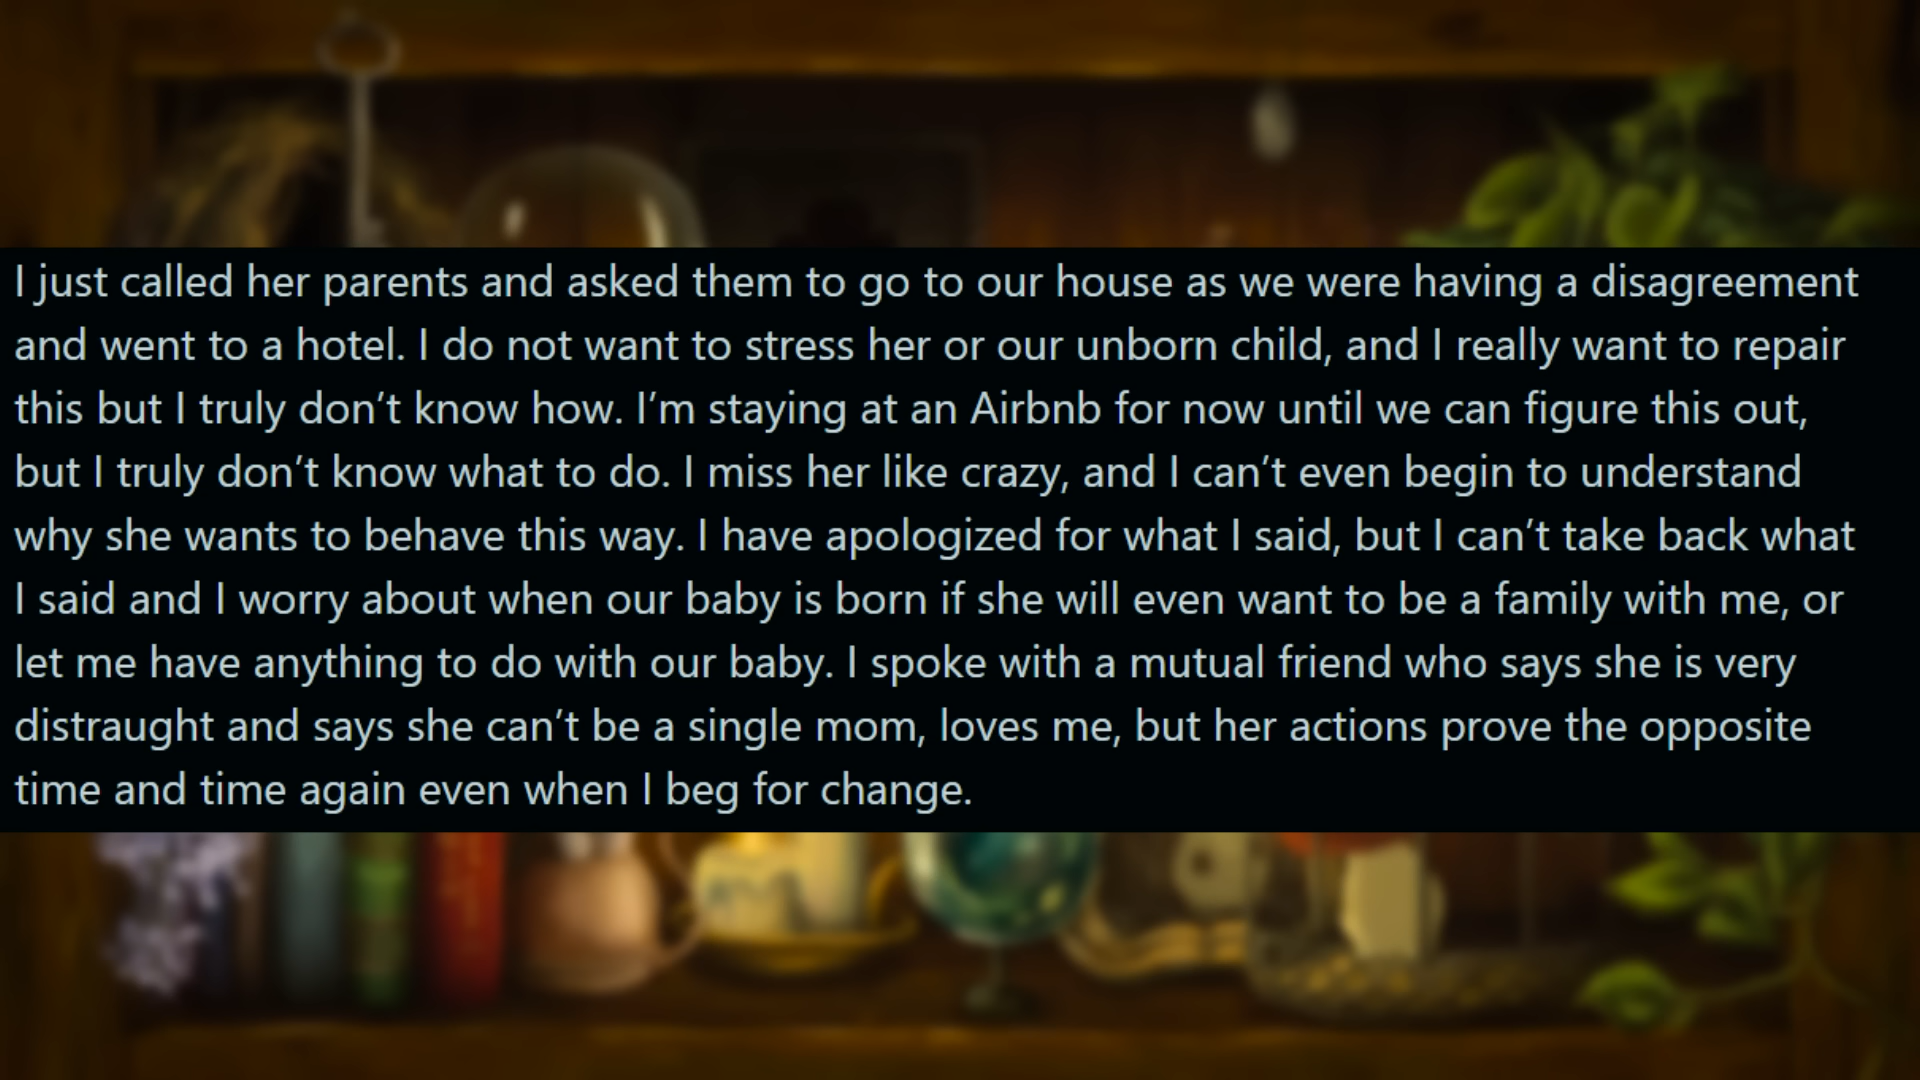 I just called her parents and asked them to go to our house as we were having a disagreement
and went to a hotel. I do not want to stress her or our unborn child, and I really want to repair
this but I truly don’t know how. I’m staying at an Airbnb for now until we can figure this out,
but I truly don’t know what to do. I miss her like crazy, and I can’t even begin to understand
why she wants to behave this way. I have apologized for what I said, but I can’t take back what
I said and I worry about when our baby is born if she will even want to be a family with me, or
let me have anything to do with our baby. I spoke with a mutual friend who says she is very
distraught and says she can’t be a single mom, loves me, but her actions prove the opposite
time and time again even when I beg for change.